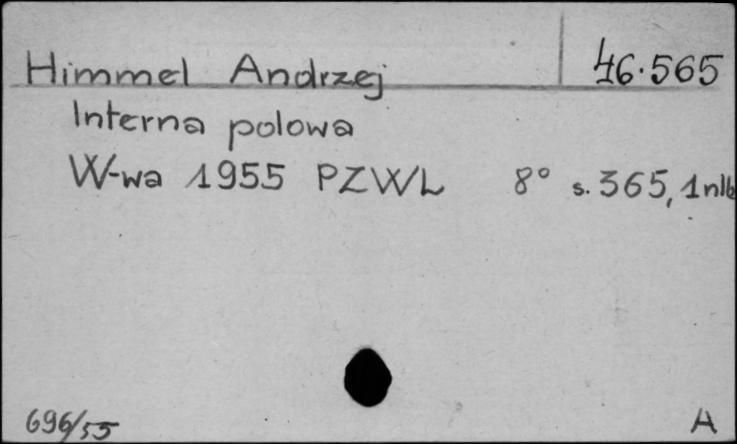 Himmel Andrzej 46.565
Interna polowa
W-wa 1955 PZWL 8° s. 365, 1nlb
696/55 A